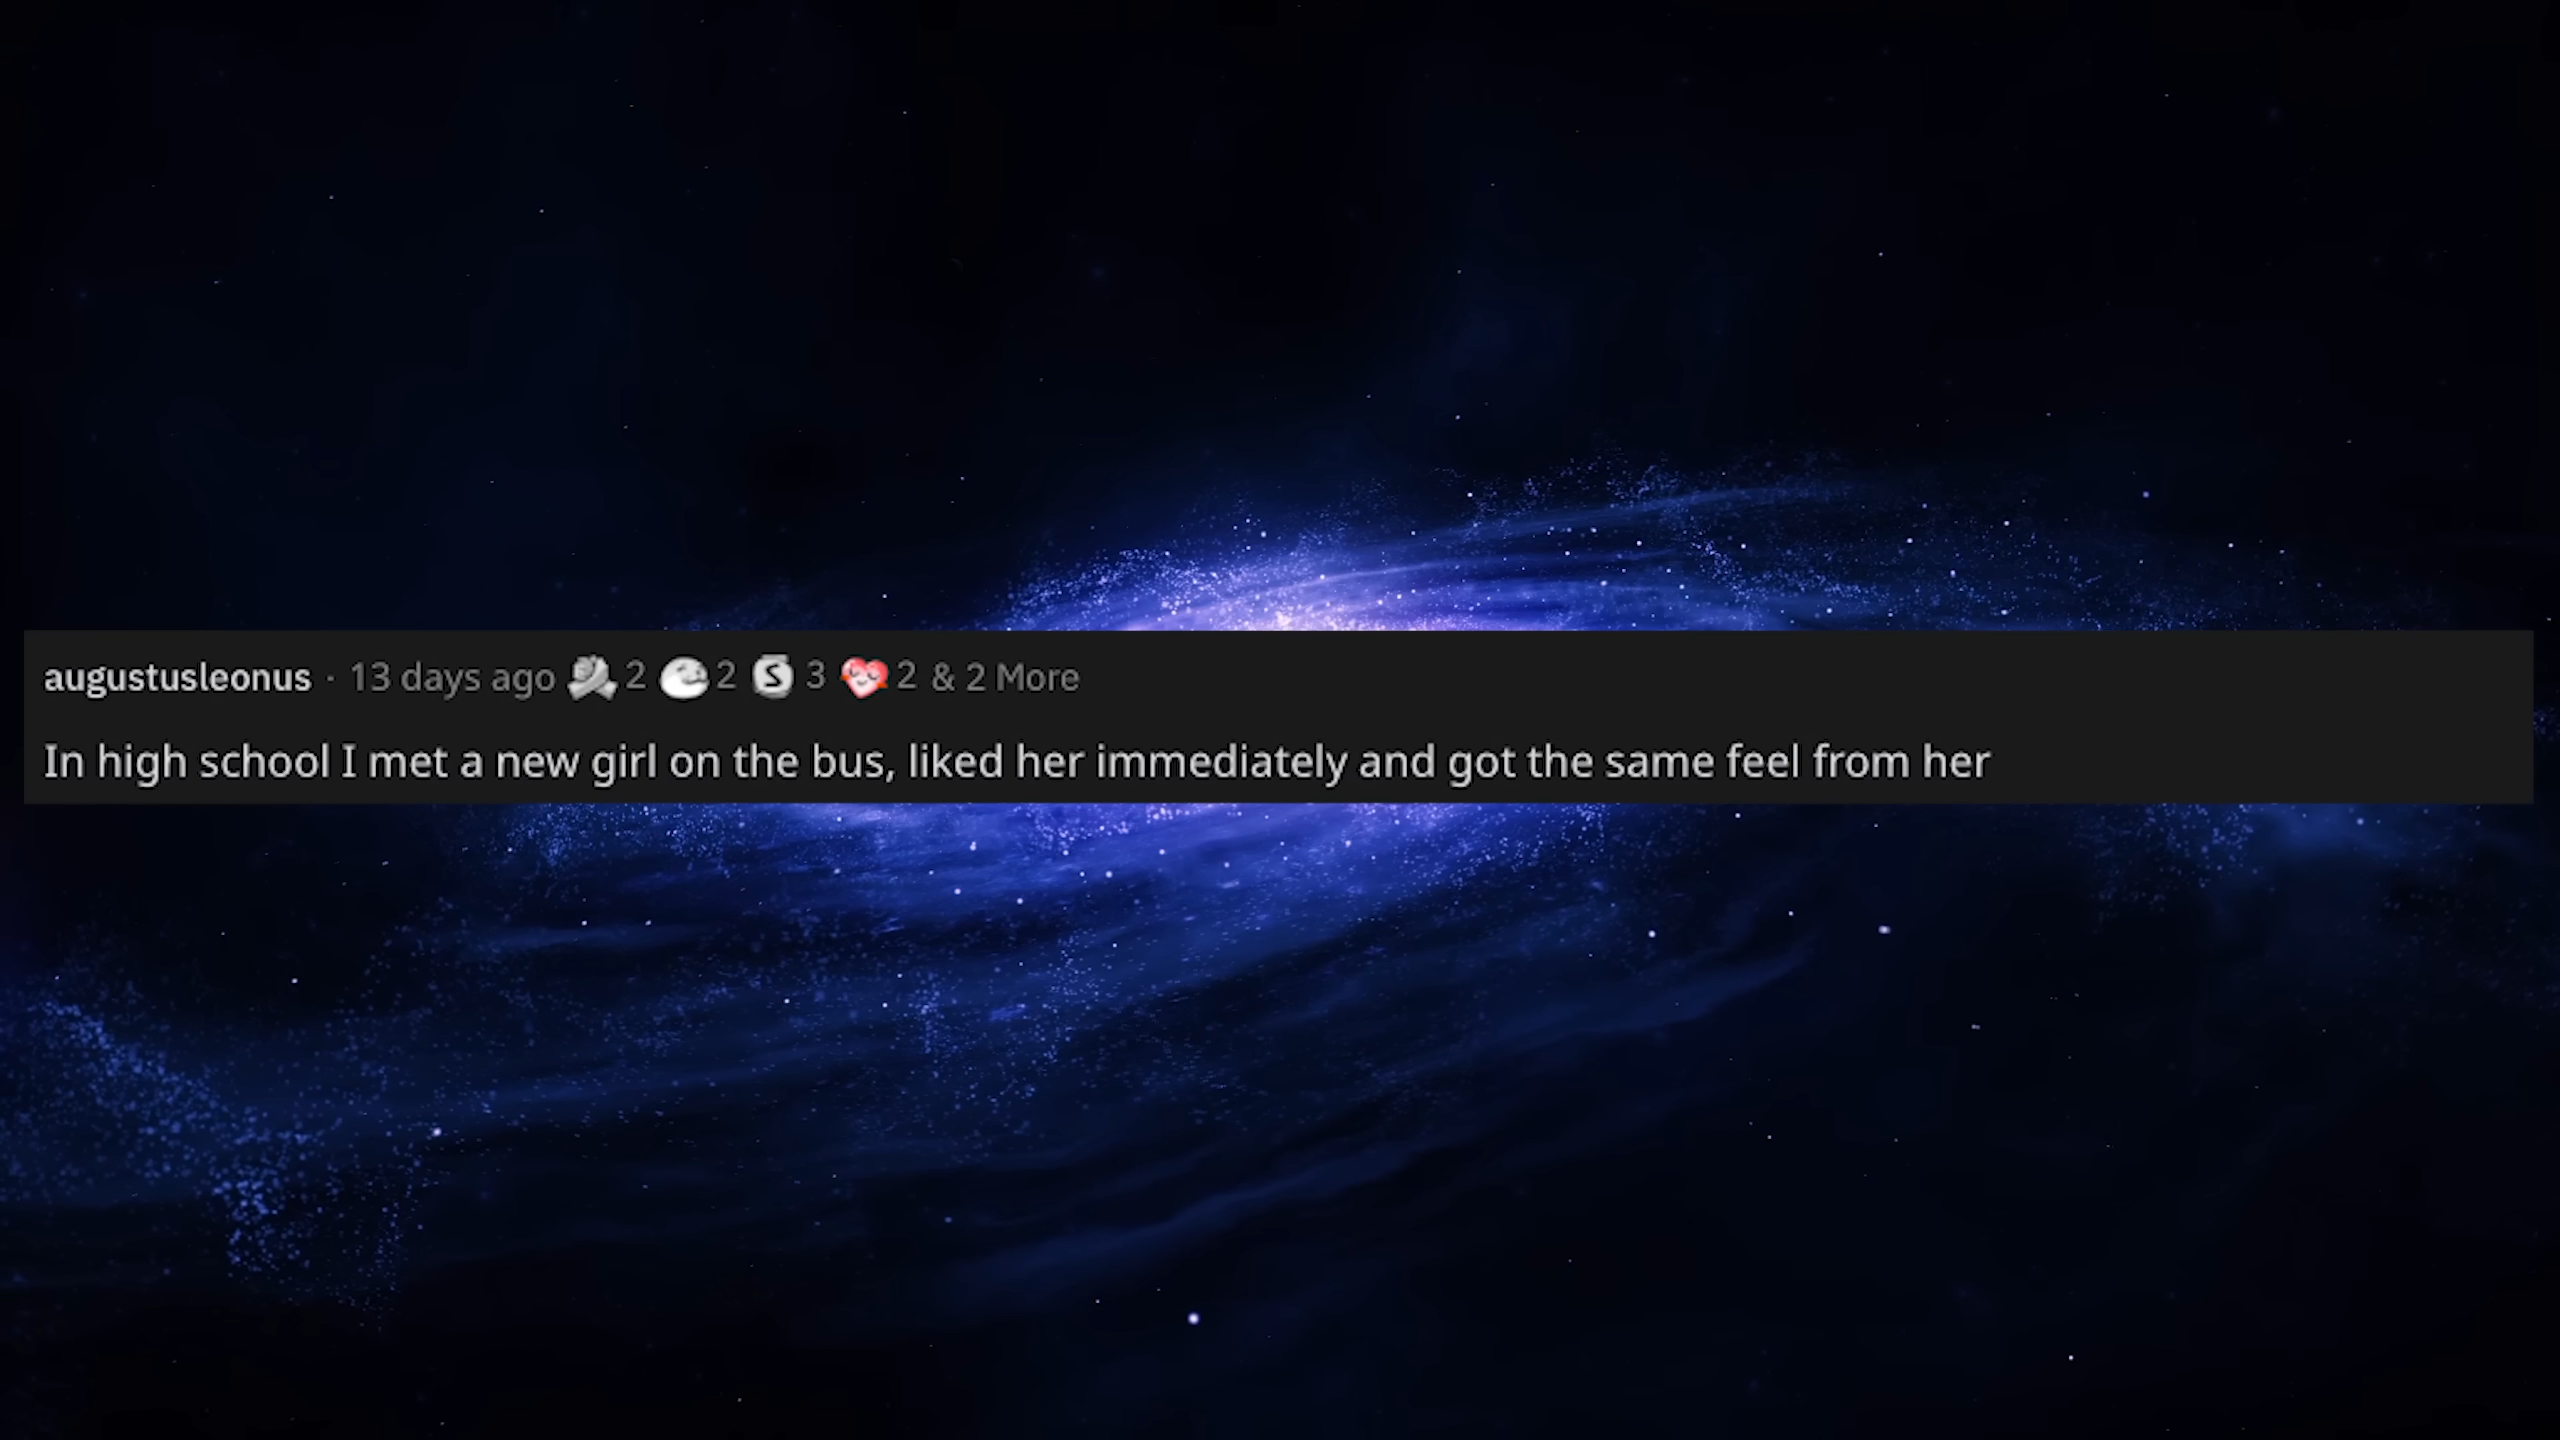 augustusleonus · 13 days ago 2 2 S 3 2 & 2 More
In high school I met a new girl on the bus, liked her immediately and got the same feel from her